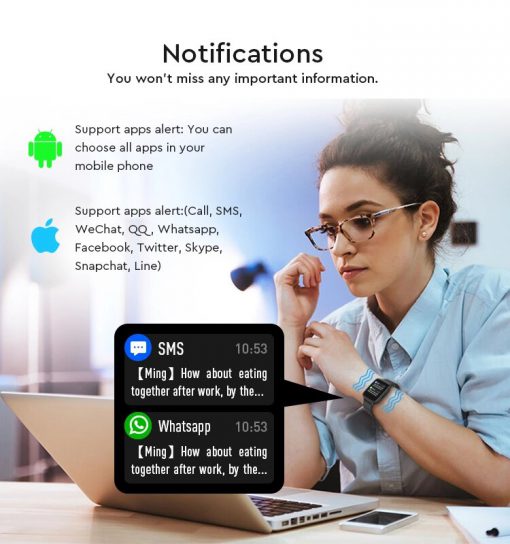 Notifications
You won't miss any important information.
Support apps alert: You can
choose all apps in your
mobile phone
Support apps alert:(Call, SMS,
WeChat, QQ , Whatsapp,
Facebook, Twitter, Skype,
Snapchat, Line)
SMS 10:53
【Ming】How about eating
together after work, by the...
Whatsapp 10:53
【Ming】How about eating
together after work, by the...